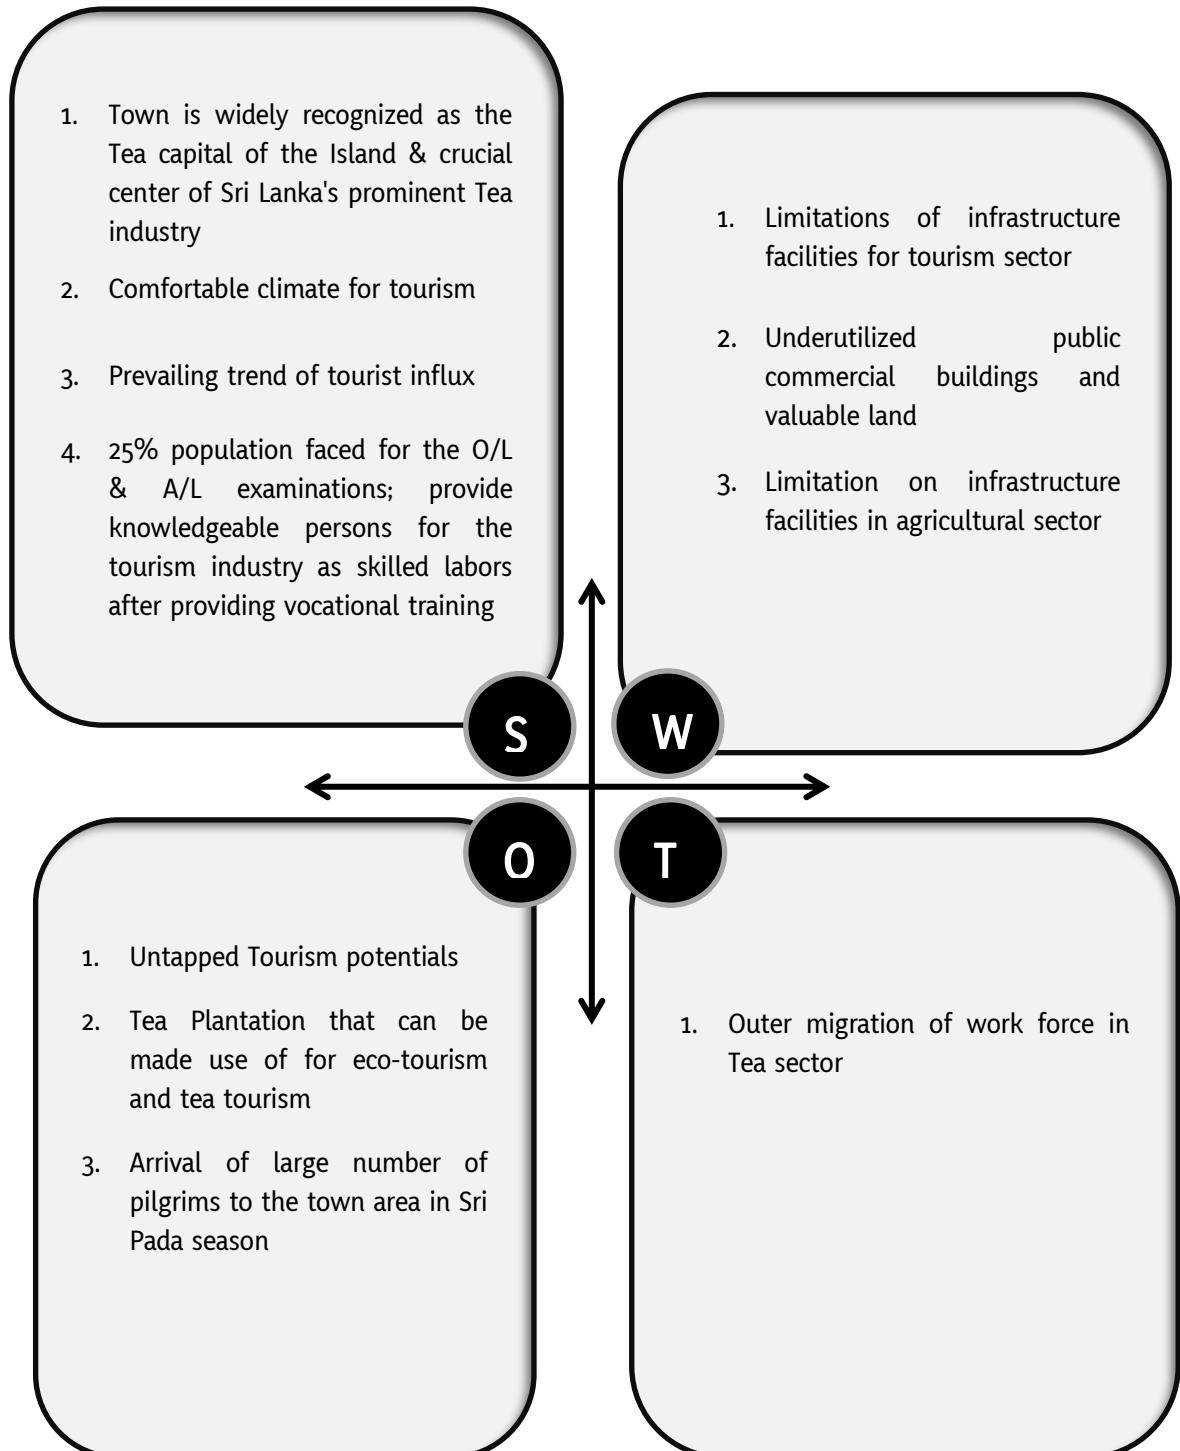 1. Town is widely recognized as the
Tea capital of the Island & crucial
center of Sri Lanka's prominent Tea
industry
2. Comfortable climate for tourism
3. Prevailing trend of tourist influx
4. 25% population faced for the O/L
& A/L examinations; provide
knowledgeable persons for the
tourism industry as skilled labors
after providing vocational training
1. Limitations of infrastructure
facilities for tourism sector
2. Underutilized public
commercial buildings and
valuable land
3. Limitation on infrastructure
facilities in agricultural sector
S
W
O
T
1. Untapped Tourism potentials
2. Tea Plantation that can be
made use of for eco-tourism
and tea tourism
3. Arrival of large number of
pilgrims to the town area in Sri
Pada season
1. Outer migration of work force in
Tea sector